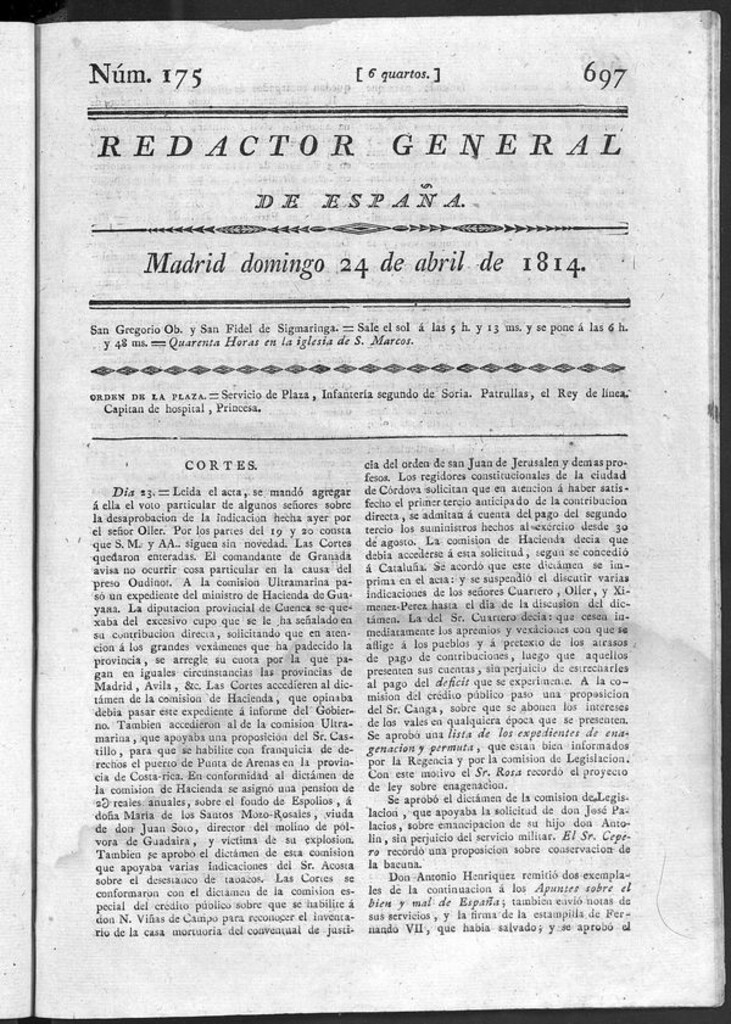 Núm. 175
[ 6 quartos. ]
697
REDACTOR GENERAL
DE ESPAÑA.
Madrid domingo 24 de abril de 1814.
San Gregorio Ob. y San Fidel de Sigmaringa. = Sale el sol á las 5 h. y 13 ms. y se pone á las 6 h.
y 48 ms. = Quarenta Horas en la iglesia de S. Marcos.
ORDEN DE LA PLAZA. = Servicio de Plaza, Infantería segundo de Soria. Patrullas, el Rey de línea.
Capitan de hospital, Princesa.
CORTES.
Dia 23. = Leida el acta, se mandó agregar
á ella el voto particular de algunos señores sobre
la desaprobacion de la indicacion hecha ayer por
el señor Oller. Por los partes del 19 y 20 consta
que S. M. y AA. siguen sin novedad. Las Cortes
quedaron enteradas. El comandante de Granada
avisa no ocurrir cosa particular en la causa del
preso Oudinot. A la comision Ultramarina pa-
só un expediente del ministro de Hacienda de Gua-
yana. La diputacion provincial de Cuenca se que-
xaba del excesivo cupo que se le ha señalado en
su contribucion directa, solicitando que en aten-
cion á los grandes vexámenes que ha padecido la
provincia, se arregle su cuota por la que pa-
gan en iguales circunstancias las provincias de
Madrid, Avila, &c. Las Cortes accedieron al dic-
támen de la comision de Hacienda, que opinaba
debia pasar este expediente á informe del Gobier-
no. Tambien accedieron al de la comision Ultra-
marina, que apoyaba una proposicion del Sr. Cas-
tillo, para que se habilite con franquicia de de-
rechos el puerto de Punta de Arenas en la provin-
cia de Costa-rica. En conformidad al dictámen de
la comision de Hacienda se asignó una pension de
2@ reales anuales, sobre el fondo de Espolios, á
doña María de los Santos Mozo-Rosales, viuda
de don Juan Soto, director del molino de pól-
vora de Guadaira, y víctima de su explosion.
Tambien se aprobo el dictámen de esta comision
que apoyaba varias indicaciones del Sr. Acosta
sobre el desestanco de tabacos. Las Cortes se
conformaron con el dictámen de la comision es-
pecial del crédito público sobre que se habilite á
don N. Viñas de Campo para reconocer el inventa-
rio de la casa mortuoria del conventual de justi-
cia del orden de san Juan de Jerusalen y demas pro-
fesos. Los regidores constitucionales de la ciudad
de Córdova solicitan que en atencion á haber satis-
fecho el primer tercio anticipado de la contribucion
directa, se admitan á cuenta del pago del segundo
tercio los suministros hechos al exército desde 30
de agosto. La comision de Hacienda decia que
debia accederse á esta solicitud, segun se concedió
á Cataluña. Se acordó que este dictámen se im-
prima en el acta: y se suspendió el discutir varias
indicaciones de los señores Cuartero, Oller, y Xi-
menez-Perez hasta el dia de la discusion del dic-
támen. La del Sr. Cuartero decia: que cesen in-
mediatamente los apremios y vexaciones con que se
aflige á los pueblos y á pretexto de los atrasos
de pago de contribuciones, luego que aquellos
presenten sus cuentas, sin perjuicio de estrecharles
al pago del deficit que se experimente. A la co-
mision del crédito público paso una proposicion
del Sr. Canga, sobre que se abonen los intereses
de los vales en qualquiera época que se presenten.
Se aprobó una lista de los expedientes de ena-
genacion y permuta, que estan bien informados
por la Regencia y por la comision de Legislacion.
Con este motivo el Sr. Rosa recordó el proyecto
de ley sobre enagenacion.
Se aprobó el dictámen de la comision de Legis-
lacion, que apoyaba la solicitud de don José Pa-
lacios, sobre emancipacion de su hijo don Anto-
lin, sin perjuicio del servicio militar. El Sr. Cepe-
ro recordó una proposicion sobre conservacion de
la bacuna.
Don Antonio Henriquez remitió dos exempla-
les de la continuacion á los Apuntes sobre el
bien y mal de España; tambien envió notas de
sus servicios, y la firma de la estampilla de Fer-
nando VII, que habia salvado; y se aprobó el